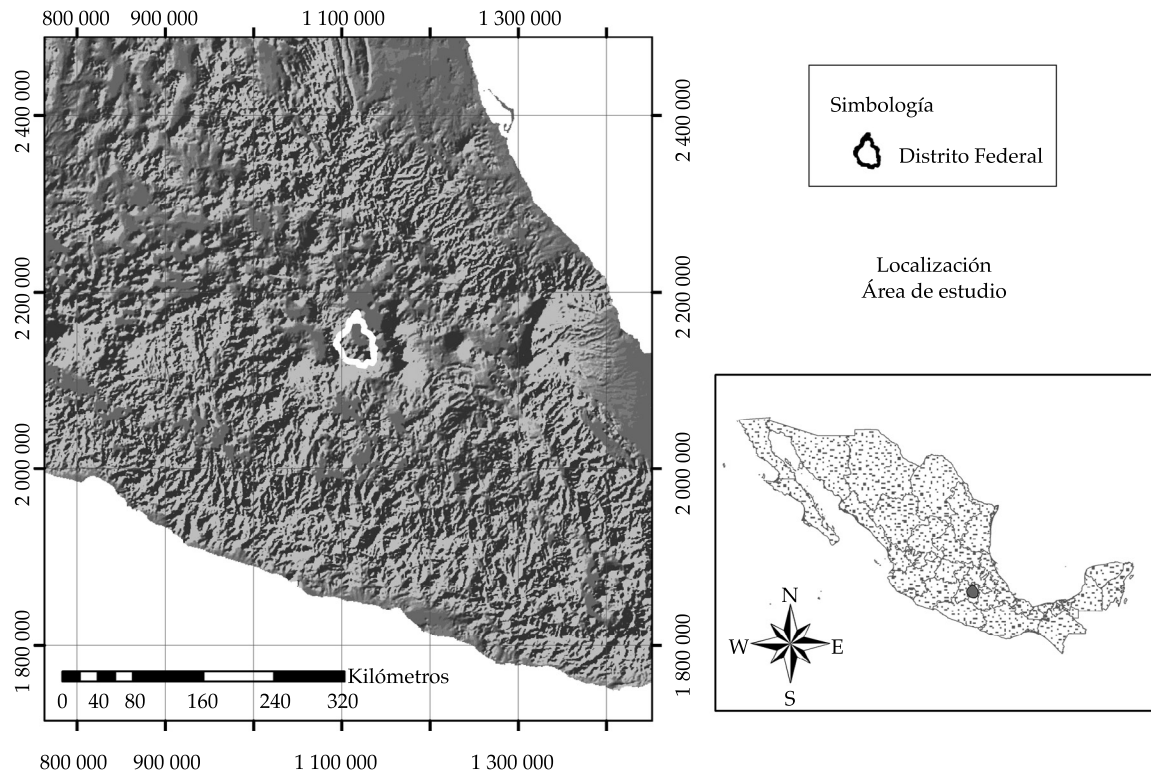 800 000 900 000 1 100 000 1 300 000
2 400 000
2 200 000
2 000 000
1 800 000
2 400 000
2 200 000
2 000 000
1 800 000
Kilómetros
0 40 80 160 240 320
800 000 900 000 1 100 000 1 300 000
Simbología
Distrito Federal
Localización
Área de estudio
N
W E
S